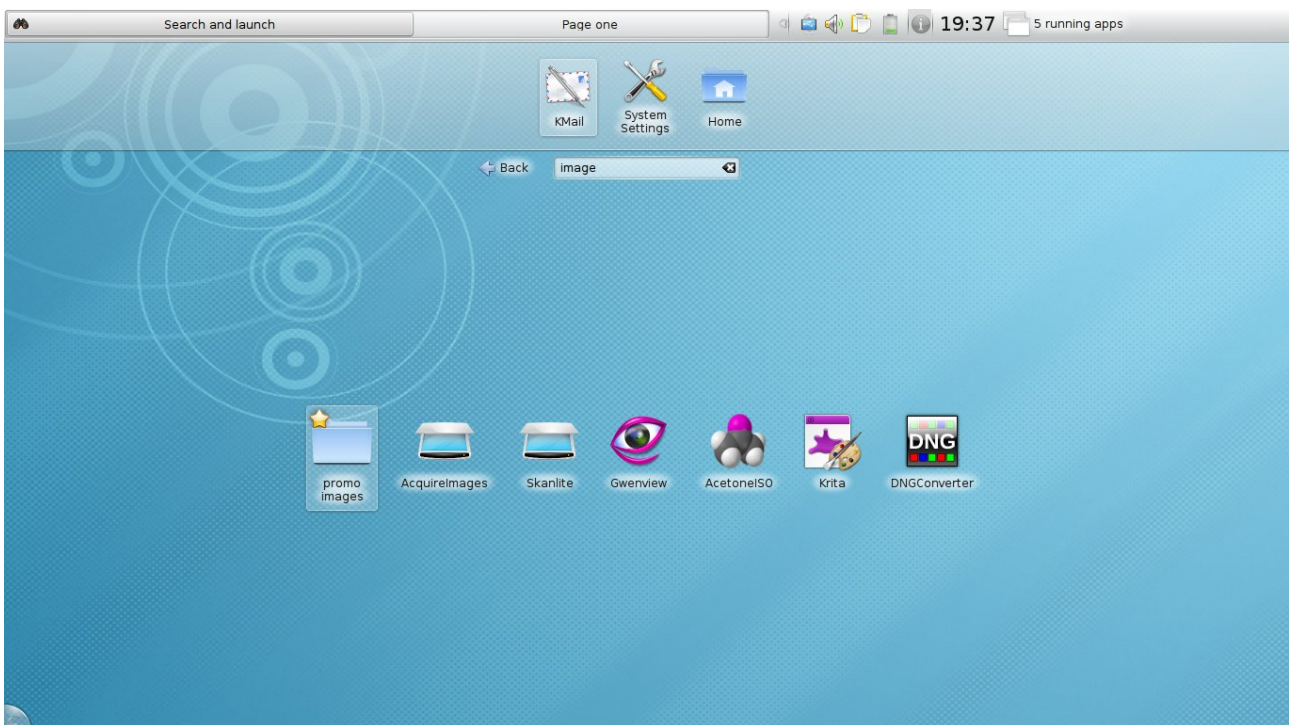 Search and launch
Page one
19:37
5 running apps
KMail
System
Settings
Home
Back
image
promo
images
AcquireImages
Skanlite
Gwenview
AcetoneISO
Krita
DNG
DNGConverter